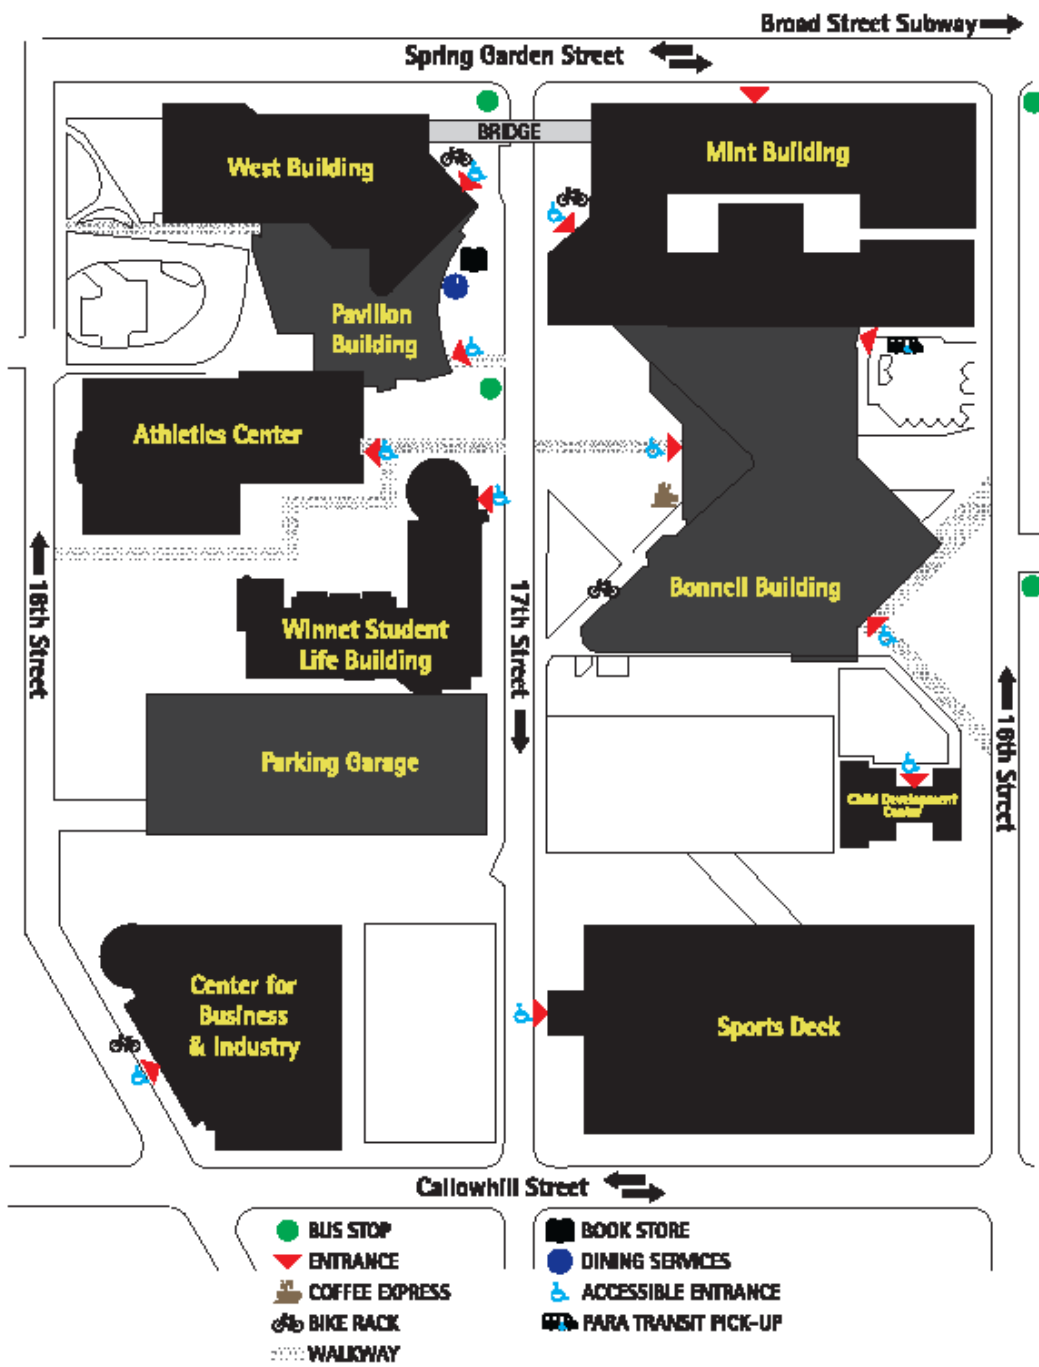 Broad Street Subway
Spring Garden Street
BRIDGE
West Building
Mint Building
Pavilion
Building
Athletics Center
Bonnell Building
Winnet Student
Life Building
18th Street
17th Street
16th Street
Parking Garage
Child Development
Center
Center for
Business
& Industry
Sports Deck
Callowhill Street
BUS STOP
ENTRANCE
COFFEE EXPRESS
BIKE RACK
WALKWAY
BOOK STORE
DINING SERVICES
ACCESSIBLE ENTRANCE
PARA TRANSIT PICK-UP